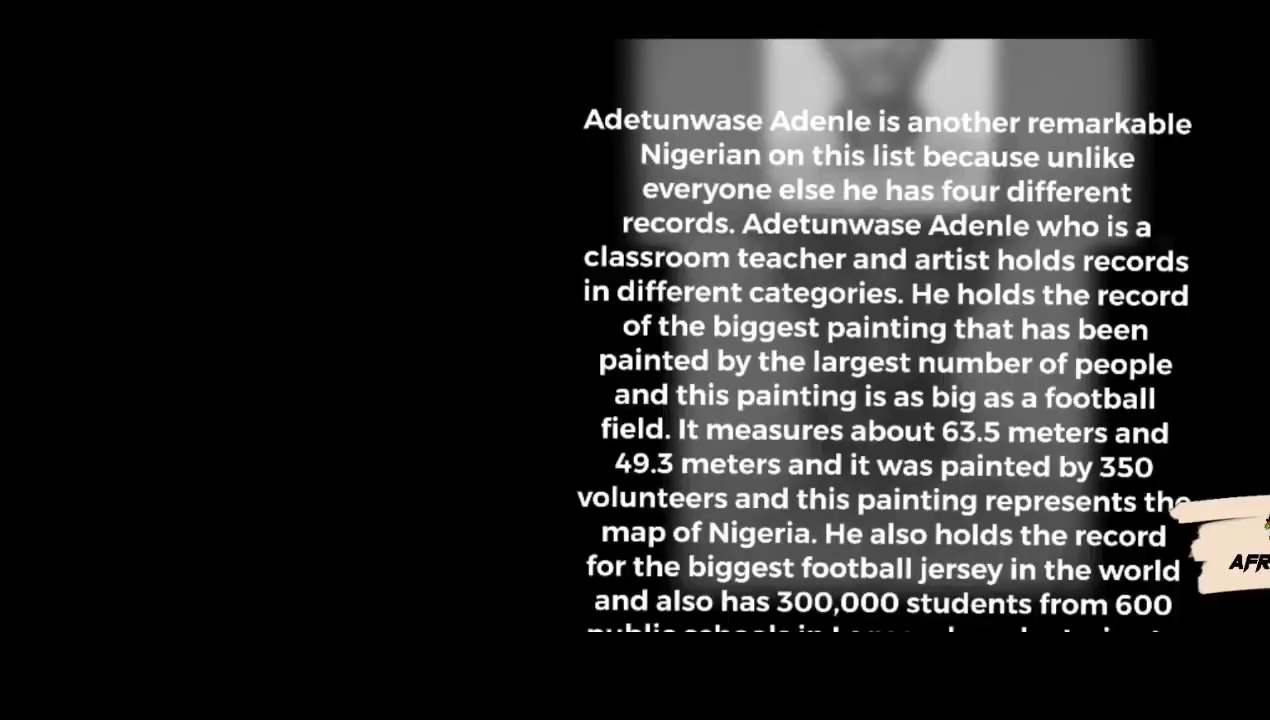 Adetunwase Adenle is another remarkable
Nigerian on this list because unlike
everyone else he has four different
records. Adetunwase Adenle who is a
classroom teacher and artist holds records
in different categories. He holds the record
of the biggest painting that has been
painted by the largest number of people
and this painting is as big as a football
field. It measures about 63.5 meters and
49.3 meters and it was painted by 350
volunteers and this painting represents the
map of Nigeria. He also holds the record
for the biggest football jersey in the world
and also has 300,000 students from 600
public schools in
AFR